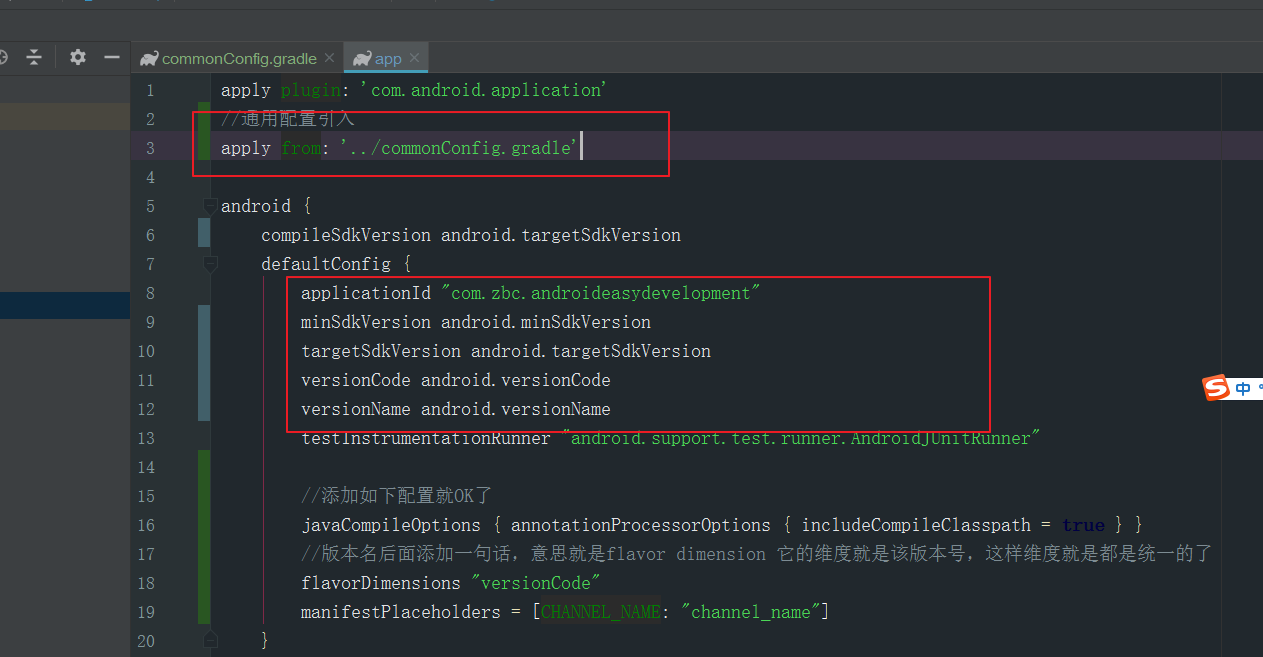 commonConfig.gradle app
1 apply plugin: 'com.android.application'
2 //通用配置引入
3 apply from: '../commonConfig.gradle'
4
5 android {
6 compileSdkVersion android.targetSdkVersion
7 defaultConfig {
8 applicationId "com.zbc.androideasydevelopment"
9 minSdkVersion android.minSdkVersion
10 targetSdkVersion android.targetSdkVersion
11 versionCode android.versionCode
12 versionName android.versionName
13 testInstrumentationRunner "android.support.test.runner.AndroidJUnitRunner"
14
15 //添加如下配置就OK了
16 javaCompileOptions { annotationProcessorOptions { includeCompileClasspath = true } }
17 //版本名后面添加一句话，意思就是flavor dimension 它的维度就是该版本号，这样维度就是都是统一的了
18 flavorDimensions "versionCode"
19 manifestPlaceholders = [CHANNEL_NAME: "channel_name"]
20 }
S 中